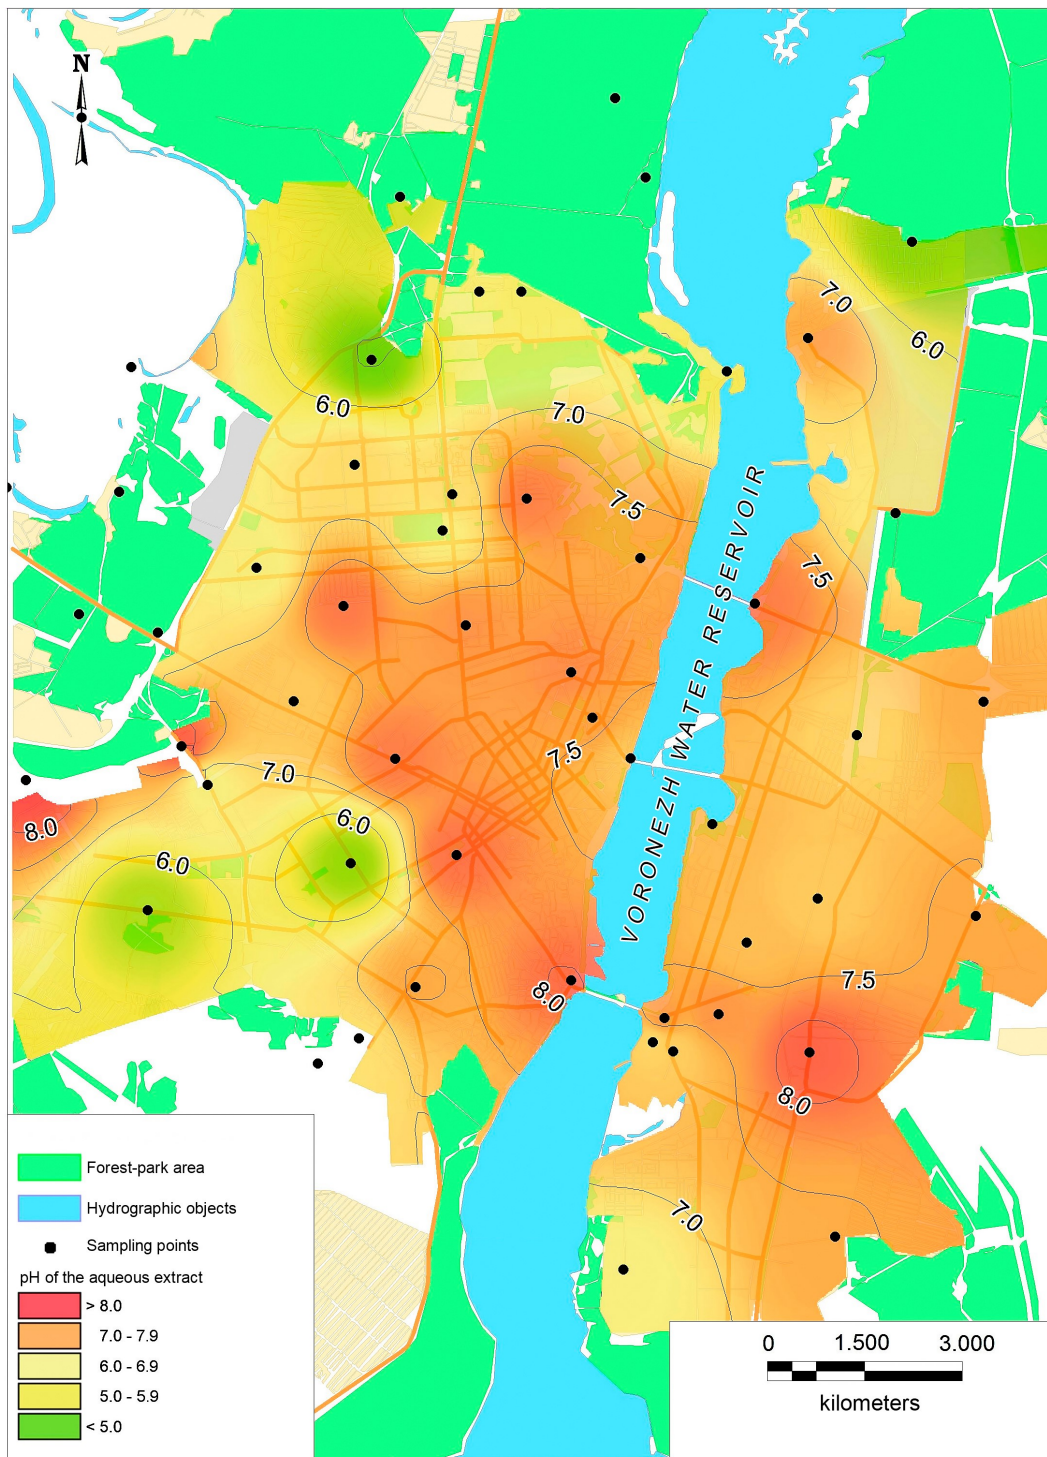 N
7.0
6.0
6.0
7.0
7.5
7.5
VORONEZH WATER RESERVOIR
7.5
7.0
6.0
8.0
6.0
7.5
8.0
8.0
7.0
Forest-park area
Hydrographic objects
Sampling points
pH of the aqueous extract
> 8.0
7.0 - 7.9
6.0 - 6.9
5.0 - 5.9
< 5.0
0 1.500 3.000
kilometers